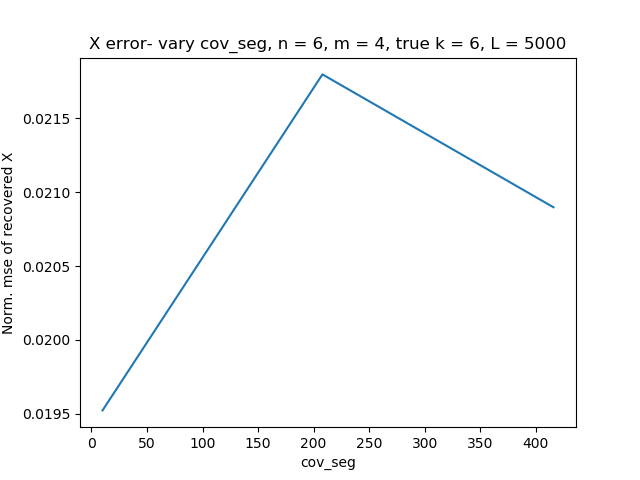 X error- vary cov_seg, n = 6, m = 4, true k = 6, L = 5000
Norm. mse of recovered X
0.0215
0.0210
0.0205
0.0200
0.0195
0 50 100 150 200 250 300 350 400
cov_seg